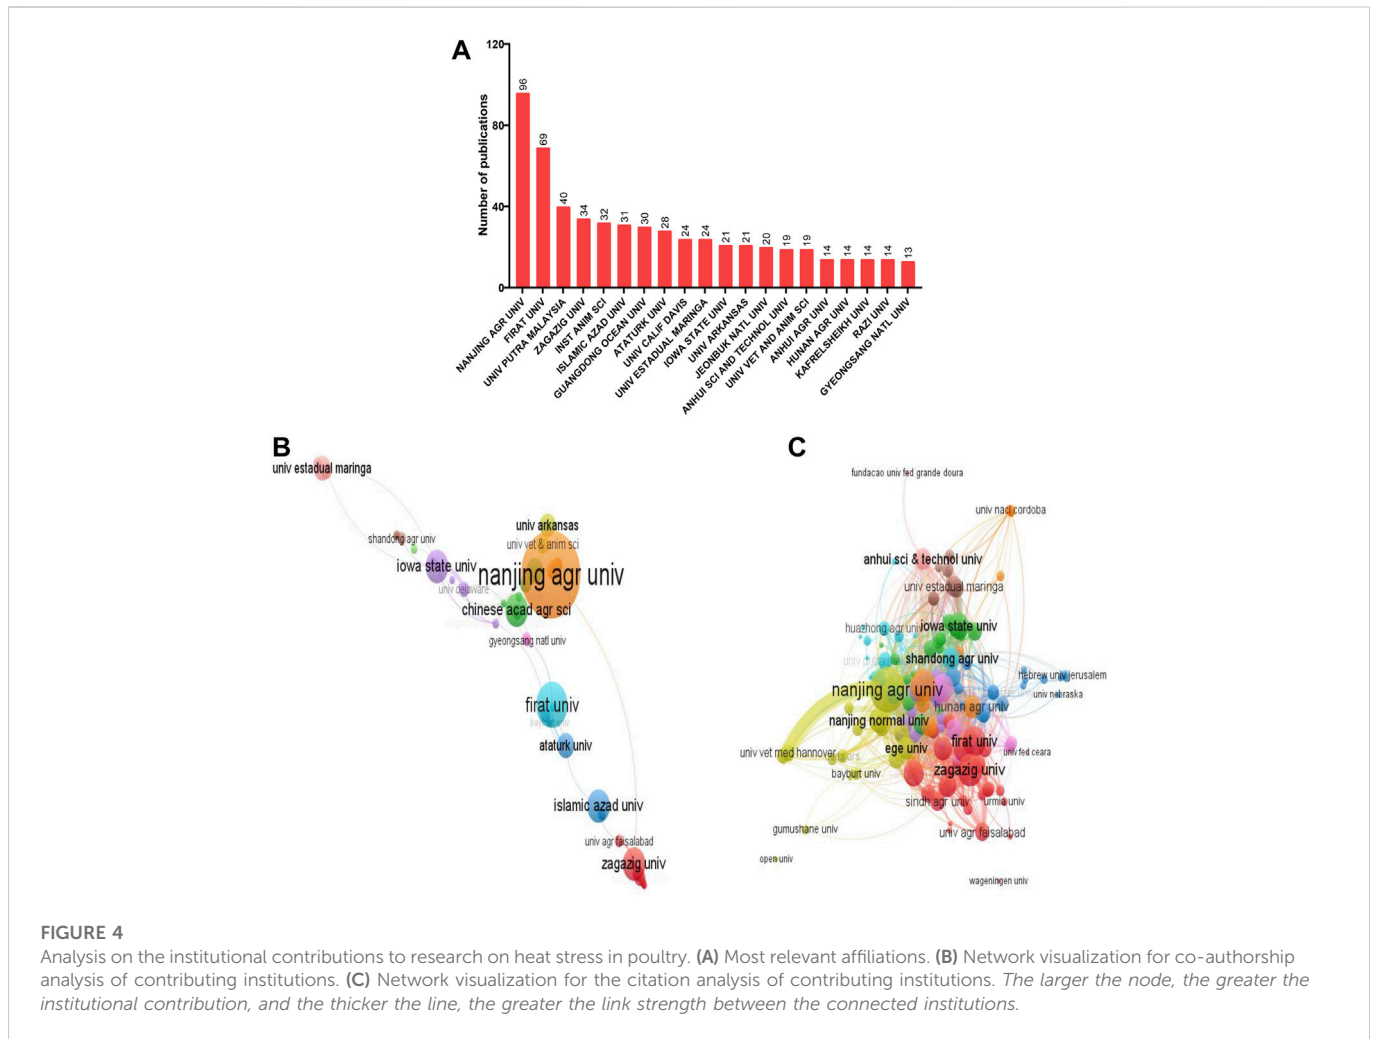 A
120
80
40
0
Number of publications
96
69
40
34
32
31
30
28
24
24
21
21
20
19
19
14
14
14
14
13
NANJING AGR UNIV
FIRAT UNIV
UNIV PUTRA MALAYSIA
ZAGAZIG UNIV
INST ANIM SCI
ISLAMIC AZAD UNIV
GUANGDONG OCEAN UNIV
ATATURK UNIV
UNIV CALIF DAVIS
UNIV ESTADUAL MARINGA
IOWA STATE UNIV
UNIV ARKANSAS
JEONBUK NATL UNIV
ANHUI SCI AND TECHNOL UNIV
UNIV VET AND ANIM SCI
ANHUI AGR UNIV
HUNAN AGR UNIV
KAFRELSHEIKH UNIV
RAZI UNIV
GYEONGSANG NATL UNIV
B
univ estadual maringa
univ arkansas
shandong agr univ
univ vet & anim sci
iowa state univ
nanjing agr univ
univ delaware
chinese acad agr sci
gyeongsang natl univ
firat univ
ataturk univ
islamic azad univ
univ agr faisalabad
zagazig univ
C
fundacao univ fed grande doura
univ nacl cordoba
anhui sci & technol univ
univ estadual maringa
huazhong agr univ
iowa state univ
shandong agr univ
hebrew univ jerusalem
nanjing agr univ
univ nebraska
hunan agr univ
nanjing normal univ
firat univ
ege univ
univ vet med hannover
univ fed ceara
bayburt univ
zagazig univ
sindh agr univ
urmia univ
gumushane univ
univ agr faisalabad
open univ
wageningen univ
FIGURE 4
Analysis on the institutional contributions to research on heat stress in poultry. (A) Most relevant affiliations. (B) Network visualization for co-authorship
analysis of contributing institutions. (C) Network visualization for the citation analysis of contributing institutions. The larger the node, the greater the
institutional contribution, and the thicker the line, the greater the link strength between the connected institutions.